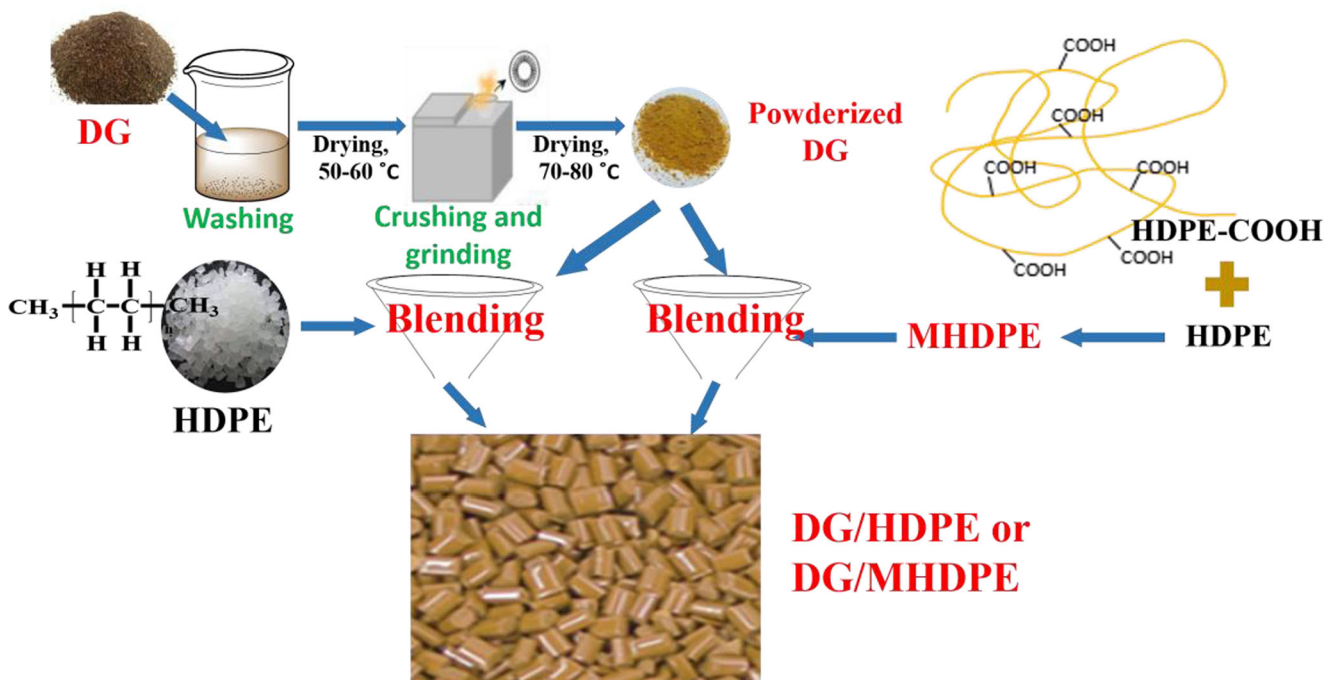 DG
Washing
Drying,
50-60 °C
Crushing and
grinding
Drying,
70-80 °C
Powderized
DG
COOH
COOH
COOH
COOH
COOH
COOH
COOH
HDPE-COOH
HDPE
MHDPE
Blending
Blending
H H
CH3 C C CH3
n
H H
HDPE
DG/HDPE or
DG/MHDPE